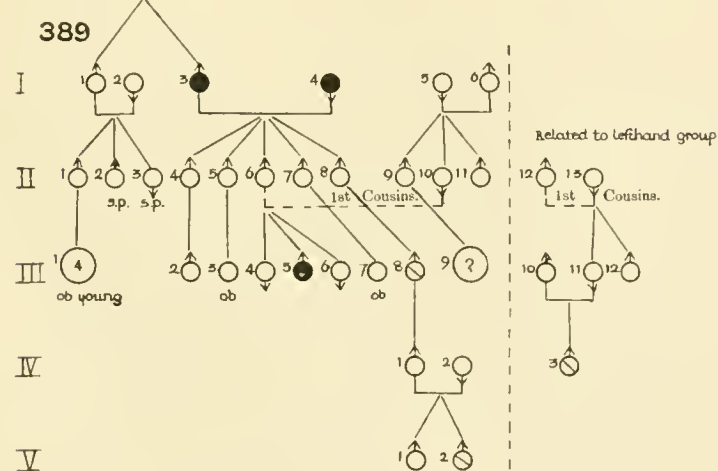 389
I 1 2 3 4 5 6
Related to lefthand group
II 1 2 3 4 5 6 7 8 9 10 11 12 13
s.p. s.p. 1st Cousins. 1st Cousins.
III 1 4 2 3 4 5 6 7 8 9 ? 10 11 12
ob young ob ob
IV 1 2 3
V 1 2